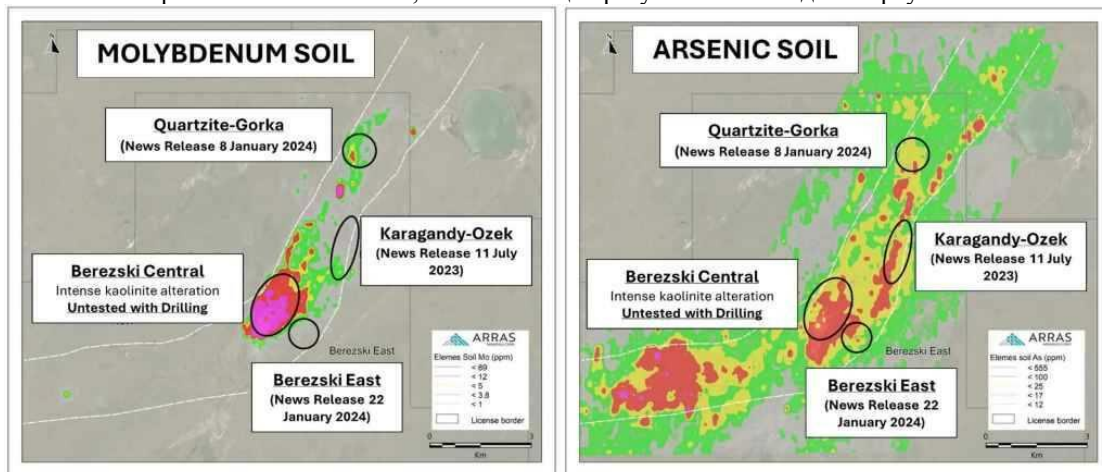 MOLYBDENUM SOIL
Quartzite-Gorka
(News Release 8 January 2024)
Karagandy-Ozek
(News Release 11 July
2023)
Berezski Central
Intense kaolinite alteration
Untested with Drilling
Berezski East
Berezski East
(News Release 22
January 2024)
ARRAS
Elemes Soil Mo (ppm)
< 89
< 12
< 5
< 3.8
< 1
License border
0
3
Km
ARSENIC SOIL
Quartzite-Gorka
(News Release 8 January 2024)
Karagandy-Ozek
(News Release 11 July
2023)
Berezski Central
Intense kaolinite alteration
Untested with Drilling
Berezski East
Berezski East
(News Release 22
January 2024)
ARRAS
Elemes soil As (ppm)
< 555
< 100
< 25
< 17
< 12
License border
0
3
Km